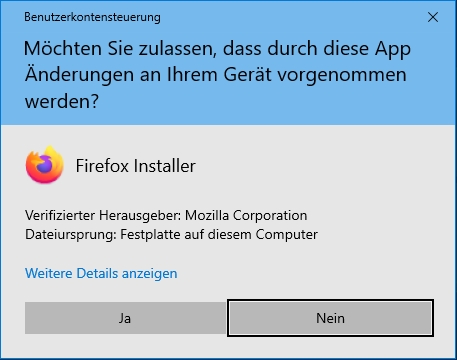 Benutzerkontensteuerung
Möchten Sie zulassen, dass durch diese App
Änderungen an Ihrem Gerät vorgenommen
werden?
Firefox Installer
Verifizierter Herausgeber: Mozilla Corporation
Dateiursprung: Festplatte auf diesem Computer
Weitere Details anzeigen
Ja
Nein